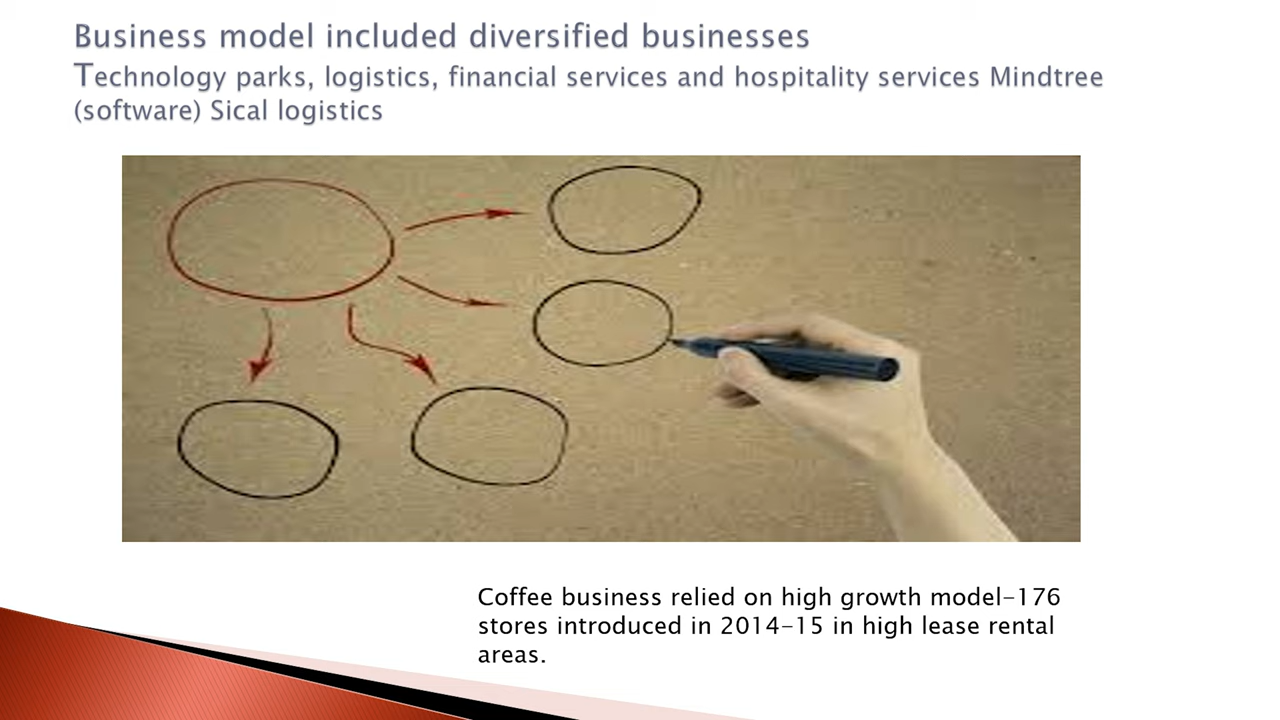 Business model included diversified businesses
Technology parks, logistics, financial services and hospitality services Mindtree
(software) Sical logistics
Coffee business relied on high growth model-176
stores introduced in 2014-15 in high lease rental
areas.